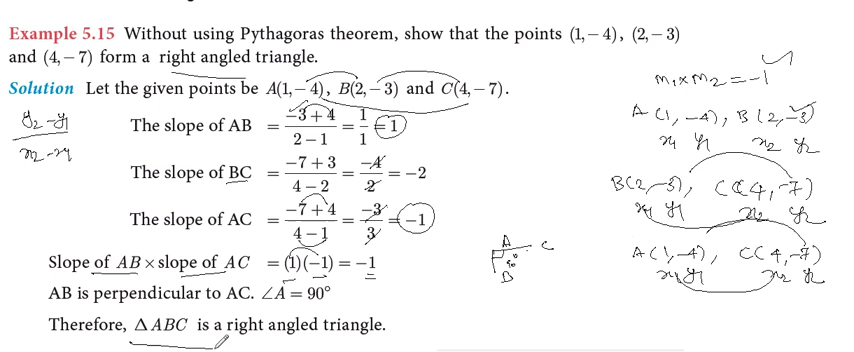 Example 5.15 Without using Pythagoras theorem, show that the points (1,−4), (2,−3)
and (4,−7) form a right angled triangle.
Solution Let the given points be A(1,−4), B(2,−3) and C(4,−7).
The slope of AB = (−3+4)/(2−1) = 1/1 = 1
The slope of BC = (−7+3)/(4−2) = −4/2 = −2
The slope of AC = (−7+4)/(4−1) = −3/3 = −1
Slope of AB × slope of AC = (1)(−1) = −1
AB is perpendicular to AC. ∠A = 90°
Therefore, ΔABC is a right angled triangle.
y₂−y₁
x₂−x₁
m₁×m₂=−1
A(1,−4), B(2,−3)
x₁ y₁ x₂ y₂
B(2,−3), C(4,−7)
x₁ y₁ x₂ y₂
A(1,−4), C(4,−7)
x₁ y₁ x₂ y₂
A C
90°
B